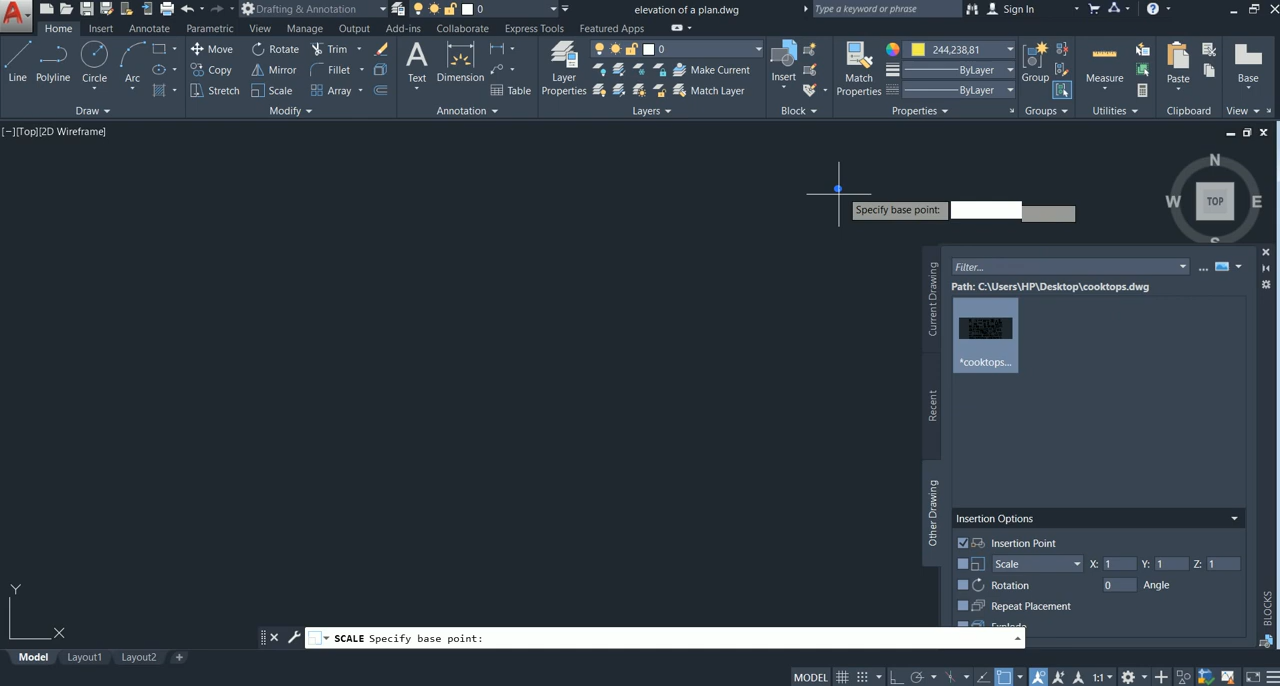 Drafting & Annotation 0 elevation of a plan.dwg Type a keyword or phrase Sign In
Home Insert Annotate Parametric View Manage Output Add-ins Collaborate Express Tools Featured Apps
Line Polyline Circle Arc
Move Rotate Trim
Copy Mirror Fillet
Stretch Scale Array
Text Dimension Table
Layer Properties
0
Make Current
Match Layer
Insert
Match Properties
244,238,81
ByLayer
ByLayer
Group Measure Paste Base
Draw Modify Annotation Layers Block Properties Groups Utilities Clipboard View
[−][Top][2D Wireframe]
N
W TOP E
S
Specify base point:
Filter...
...
Path: C:\Users\HP\Desktop\cooktops.dwg
*cooktops...
Current Drawing
Recent
Other Drawing
Insertion Options
Insertion Point
Scale X: 1 Y: 1 Z: 1
Rotation 0 Angle
Repeat Placement
Explode
BLOCKS
Y
X
SCALE Specify base point:
Model Layout1 Layout2 +
MODEL 1:1